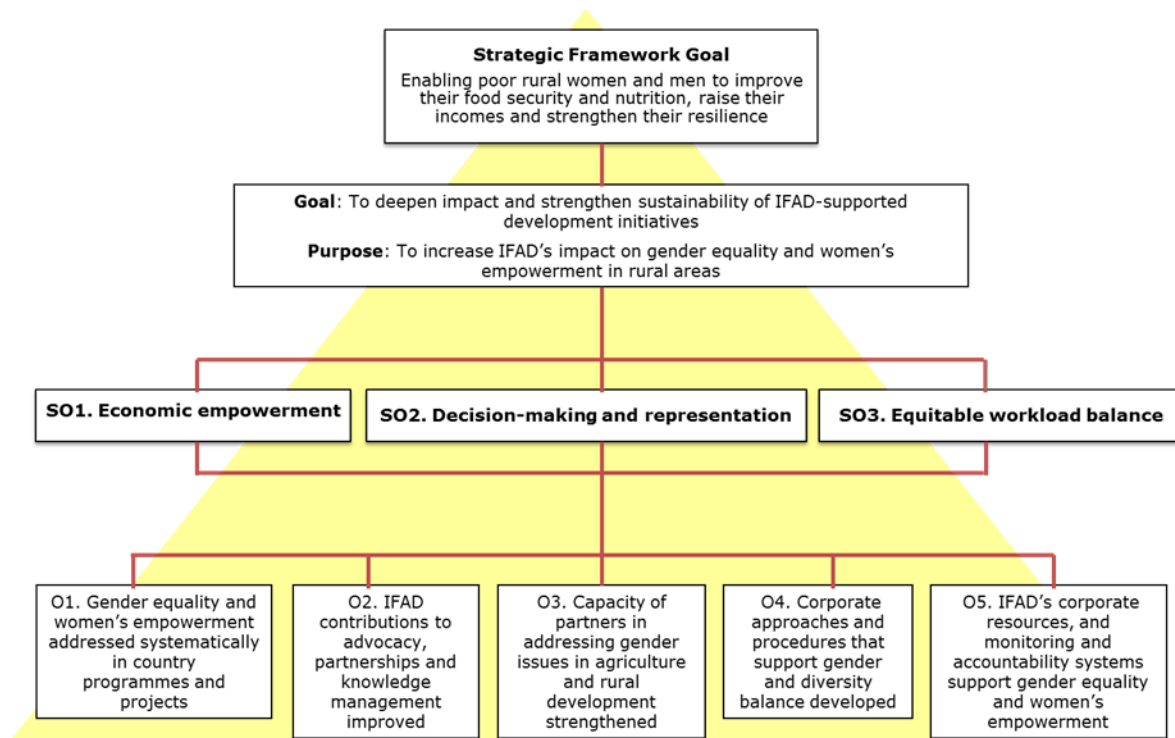 Strategic Framework Goal
Enabling poor rural women and men to improve
their food security and nutrition, raise their
incomes and strengthen their resilience
Goal: To deepen impact and strengthen sustainability of IFAD-supported
development initiatives
Purpose: To increase IFAD’s impact on gender equality and women’s
empowerment in rural areas
SO1. Economic empowerment
SO2. Decision-making and representation
SO3. Equitable workload balance
O1. Gender equality and
women’s empowerment
addressed systematically
in country
programmes and
projects
O2. IFAD
contributions to
advocacy,
partnerships and
knowledge
management
improved
O3. Capacity of
partners in
addressing gender
issues in agriculture
and rural
development
strengthened
O4. Corporate
approaches and
procedures that
support gender
and diversity
balance developed
O5. IFAD’s corporate
resources, and
monitoring and
accountability systems
support gender equality
and women’s
empowerment